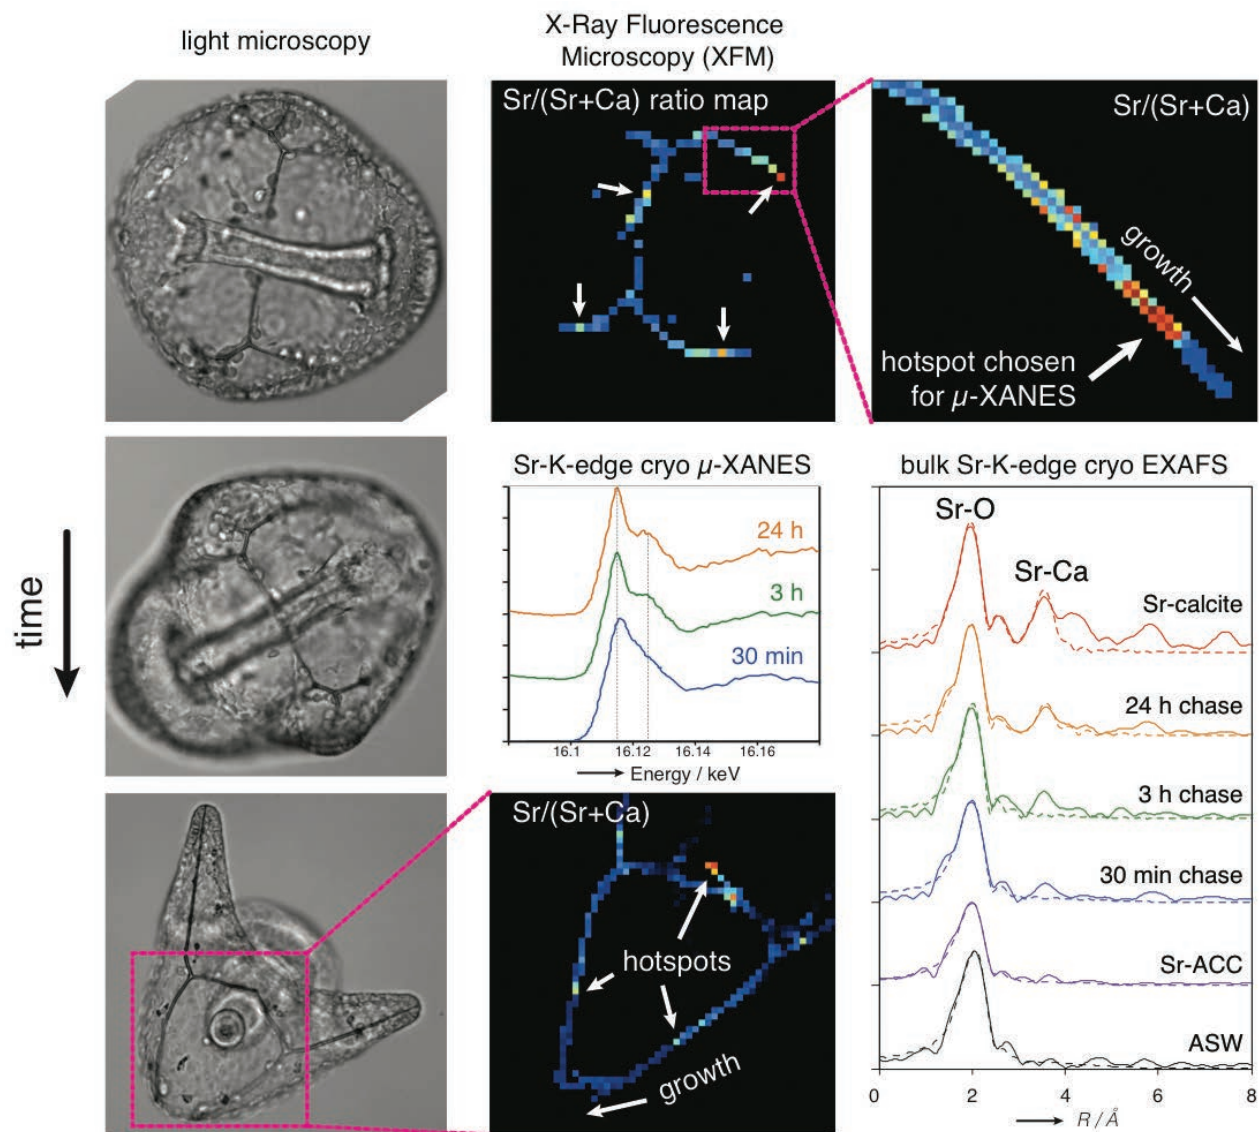 light microscopy
X-Ray Fluorescence
Microscopy (XFM)
Sr/(Sr+Ca) ratio map
Sr/(Sr+Ca)
growth
hotspot chosen
for μ-XANES
time
Sr-K-edge cryo μ-XANES
24 h
3 h
30 min
16.1 16.12 16.14 16.16
Energy / keV
bulk Sr-K-edge cryo EXAFS
Sr-O
Sr-Ca
Sr-calcite
24 h chase
3 h chase
30 min chase
Sr-ACC
ASW
0 2 4 6 8
R / Å
Sr/(Sr+Ca)
hotspots
growth